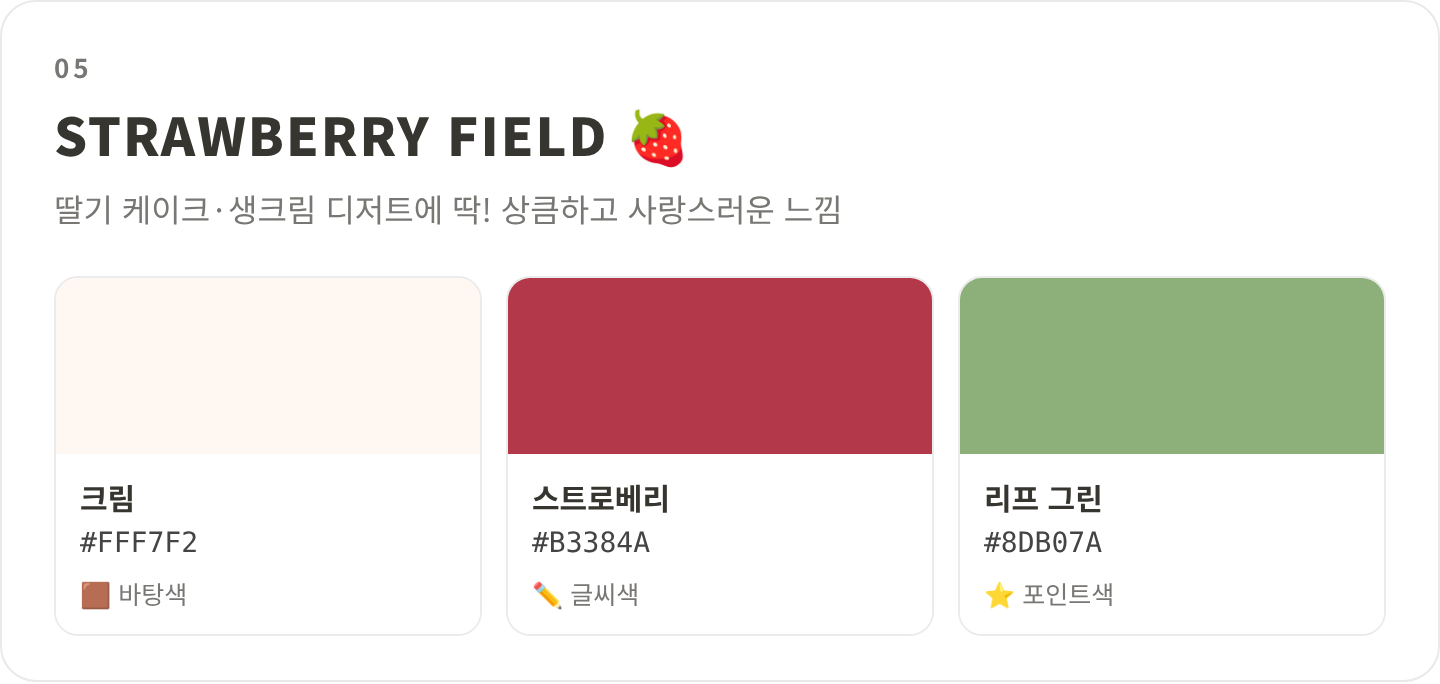 05
STRAWBERRY FIELD 🍓
딸기 케이크·생크림 디저트에 딱! 상큼하고 사랑스러운 느낌
크림
#FFF7F2
🟫 바탕색
스트로베리
#B3384A
✏️ 글씨색
리프 그린
#8DB07A
⭐ 포인트색